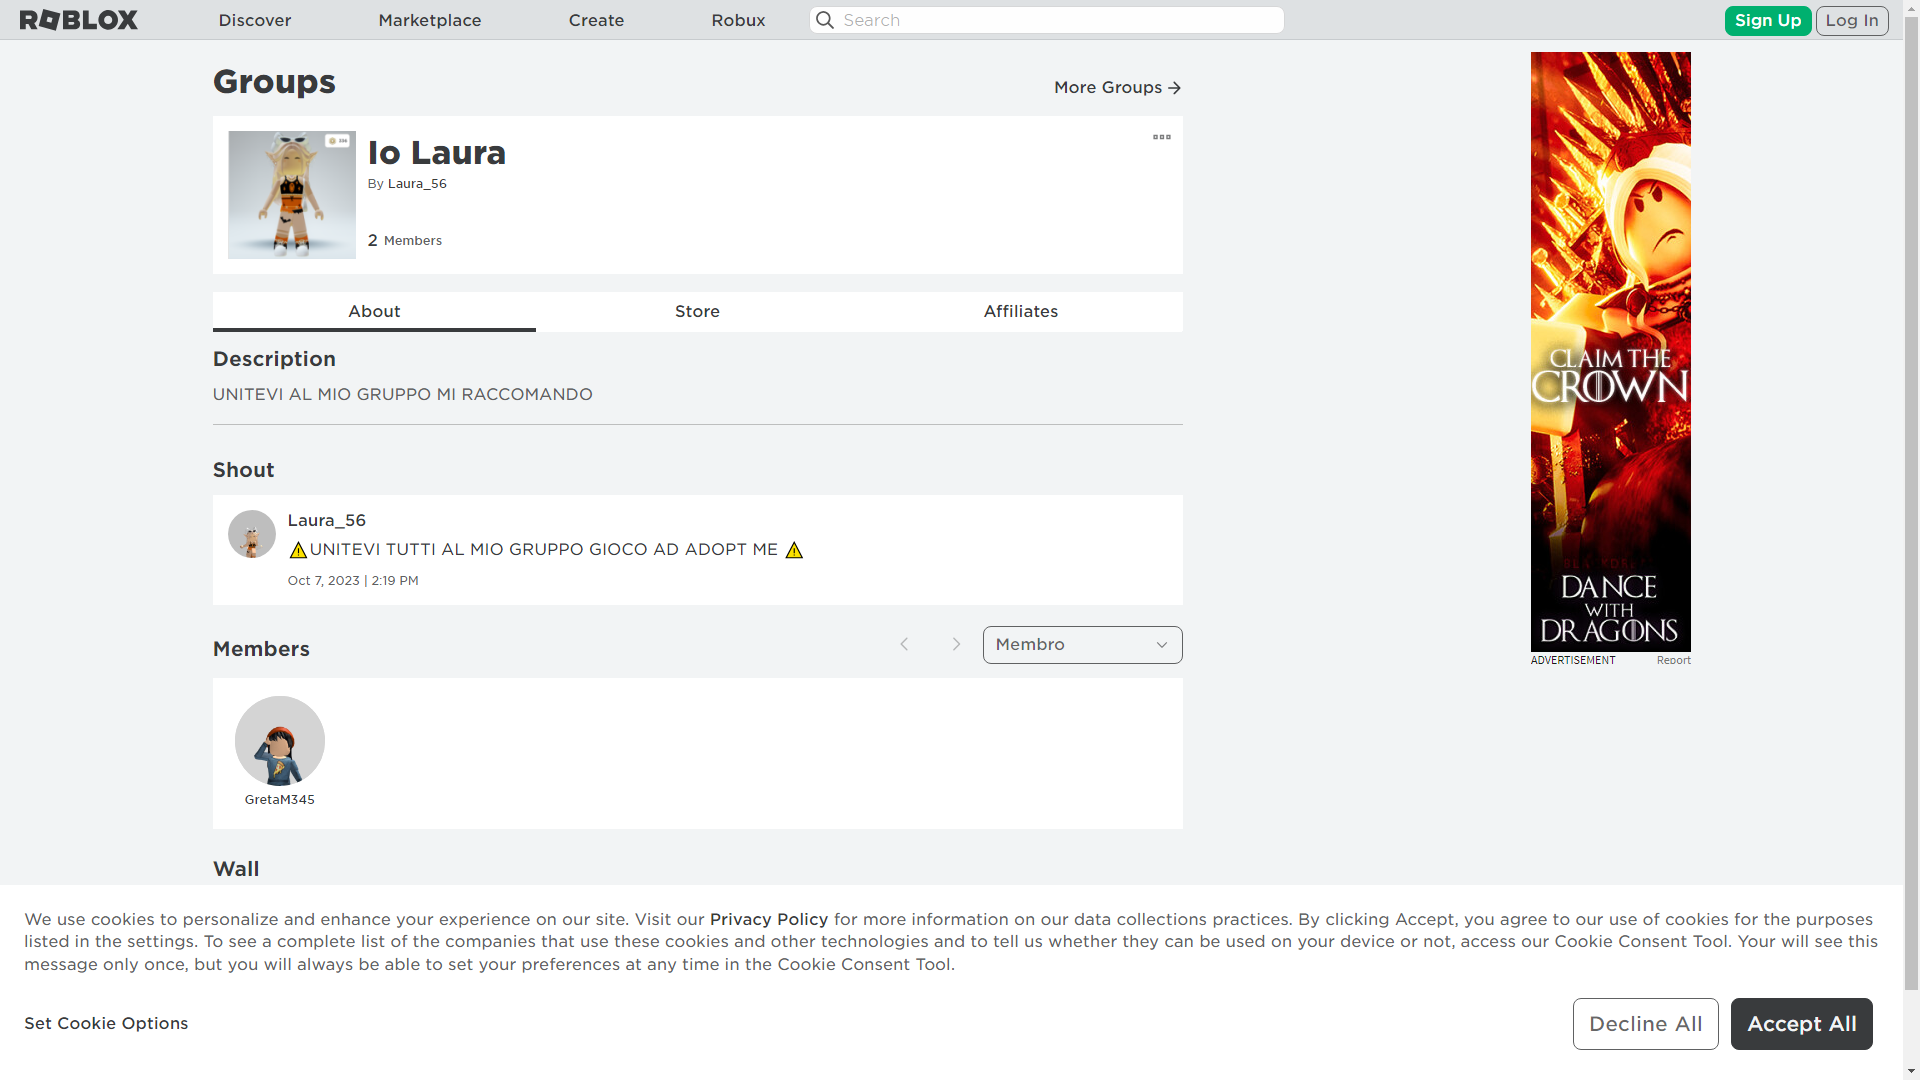 ROBLOX
Discover
Marketplace
Create
Robux
Search
Sign Up
Log In
Groups
More Groups
Io Laura
By Laura_56
2 Members
About
Store
Affiliates
Description
UNITEVI AL MIO GRUPPO MI RACCOMANDO
Shout
Laura_56
⚠UNITEVI TUTTI AL MIO GRUPPO GIOCO AD ADOPT ME ⚠
Oct 7, 2023 | 2:19 PM
Members
Membro
GretaM345
Wall
CLAIM THE
CROWN
DANCE
WITH
DRAGONS
ADVERTISEMENT
Report
We use cookies to personalize and enhance your experience on our site. Visit our Privacy Policy for more information on our data collections practices. By clicking Accept, you agree to our use of cookies for the purposes
listed in the settings. To see a complete list of the companies that use these cookies and other technologies and to tell us whether they can be used on your device or not, access our Cookie Consent Tool. Your will see this
message only once, but you will always be able to set your preferences at any time in the Cookie Consent Tool.
Set Cookie Options
Decline All
Accept All